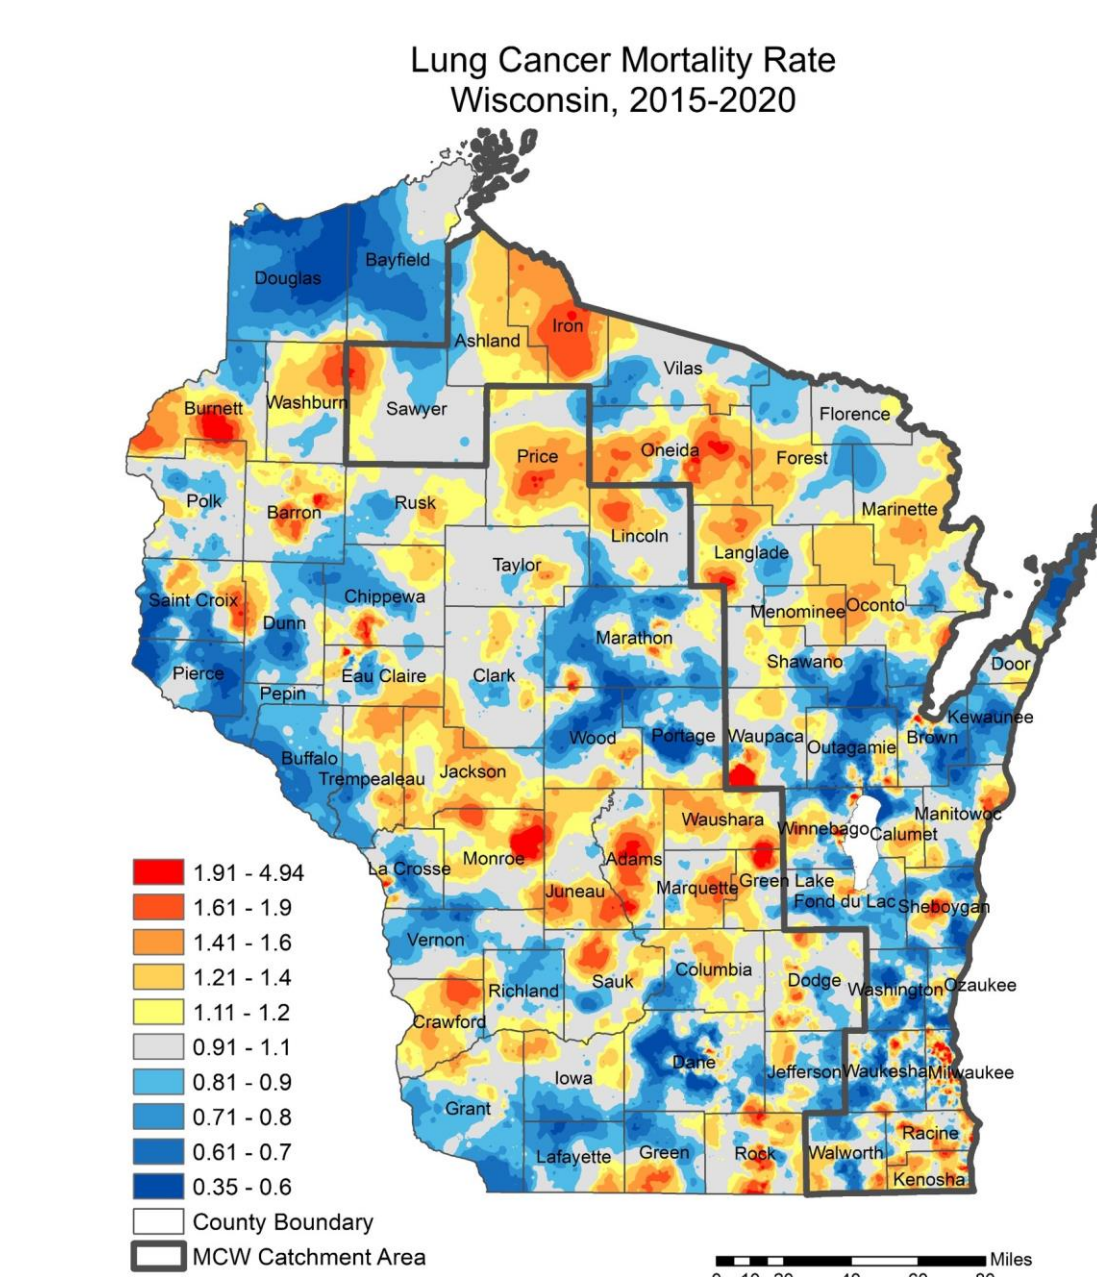 Lung Cancer Mortality Rate
Wisconsin, 2015-2020
Douglas
Bayfield
Iron
Ashland
Vilas
Burnett
Washburn
Sawyer
Florence
Price
Oneida
Forest
Polk
Barron
Rusk
Marinette
Lincoln
Langlade
Taylor
Saint Croix
Chippewa
Menominee
Oconto
Dunn
Marathon
Pierce
Eau Claire
Clark
Shawano
Door
Pepin
Kewaunee
Wood
Portage
Waupaca
Outagamie
Brown
Buffalo
Trempealeau
Jackson
Waushara
Winnebago
Calumet
Manitowoc
La Crosse
Monroe
Adams
Juneau
Marquette
Green Lake
Fond du Lac
Sheboygan
Vernon
Richland
Sauk
Columbia
Dodge
Washington
Ozaukee
Crawford
Iowa
Dane
Jefferson
Waukesha
Milwaukee
Grant
Lafayette
Green
Rock
Walworth
Racine
Kenosha
1.91 - 4.94
1.61 - 1.9
1.41 - 1.6
1.21 - 1.4
1.11 - 1.2
0.91 - 1.1
0.81 - 0.9
0.71 - 0.8
0.61 - 0.7
0.35 - 0.6
County Boundary
MCW Catchment Area
Miles
0 10 20 40 60 80